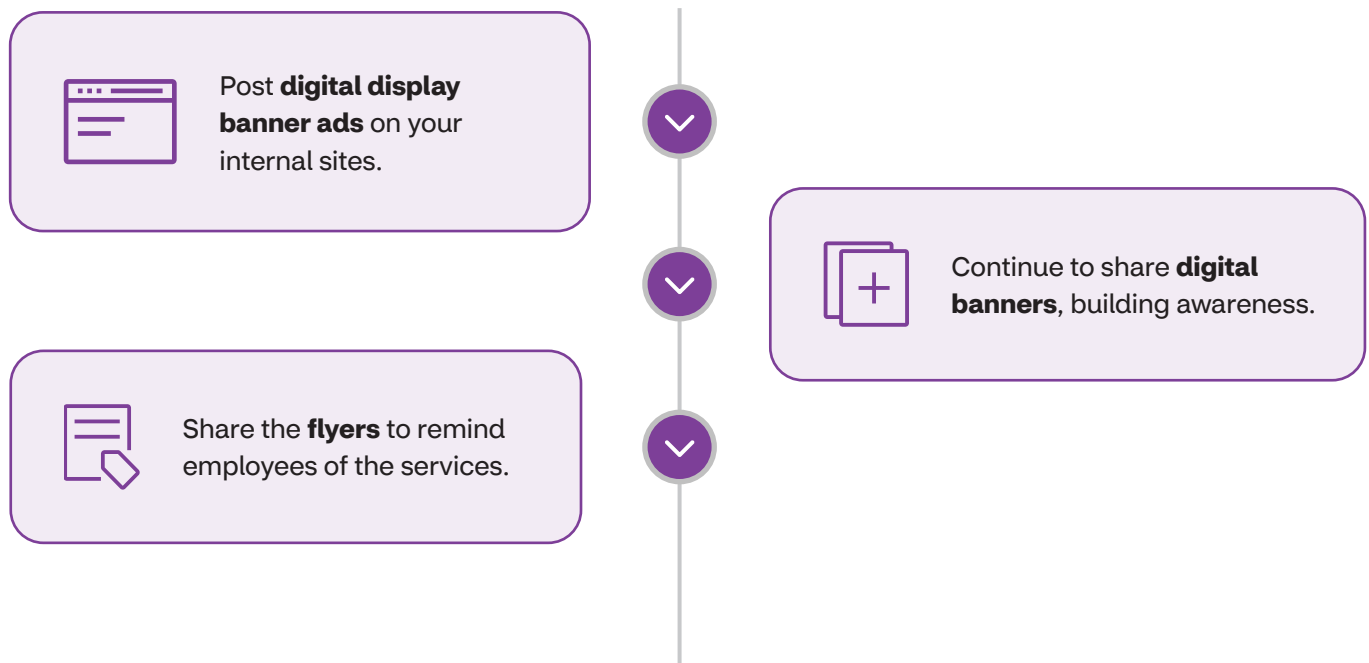 Post digital display
banner ads on your
internal sites.
Continue to share digital
banners, building awareness.
Share the flyers to remind
employees of the services.